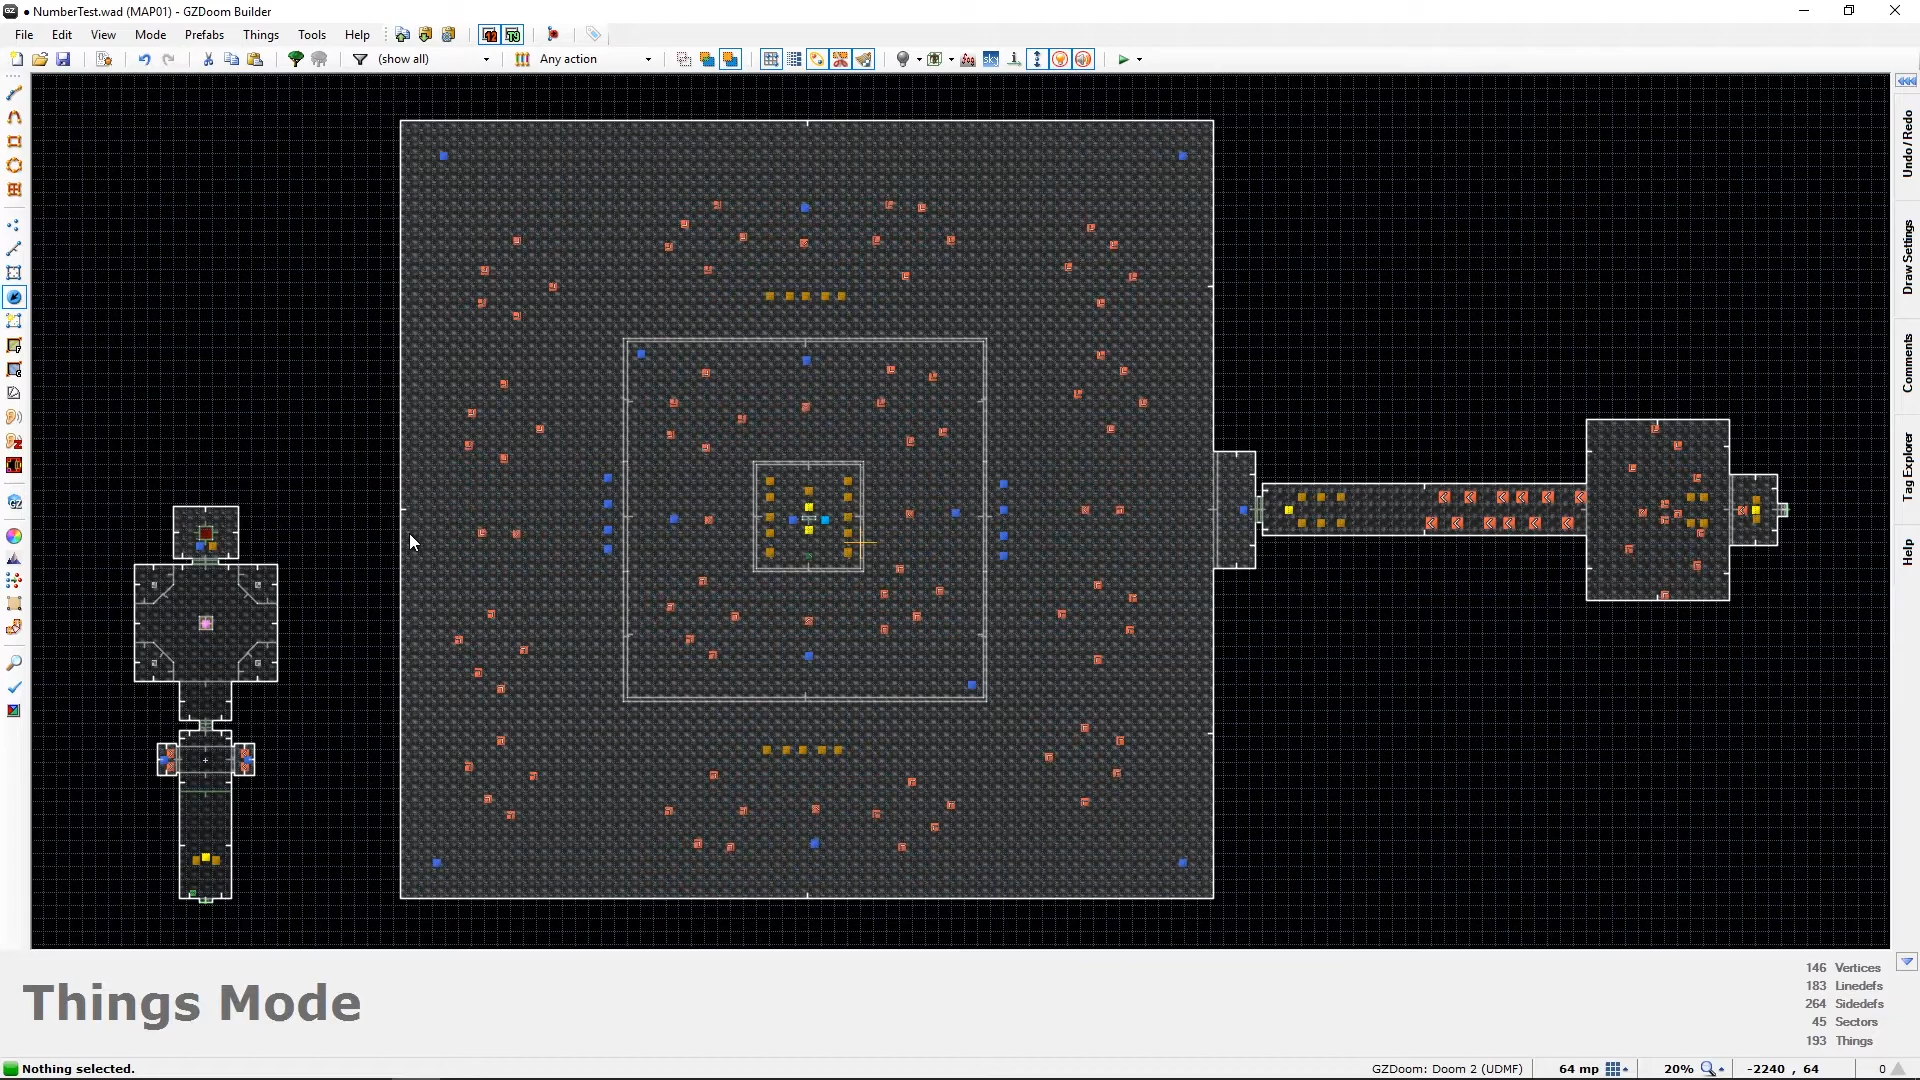 NumberTest.wad (MAP01) - GZDoom Builder
File Edit View Mode Prefabs Things Tools Help
(show all)
Any action
Undo / Redo
Draw Settings
Comments
Tag Explorer
Help
Things Mode
146 Vertices
183 Linedefs
264 Sidedefs
45 Sectors
193 Things
Nothing selected.
GZDoom: Doom 2 (UDMF)
64 mp
20%
-2240 , 64
0